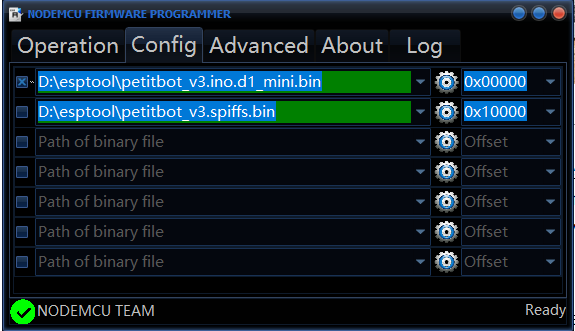 NODEMCU FIRMWARE PROGRAMMER
Operation Config Advanced About Log
D:\esptool\petitbot_v3.ino.d1_mini.bin 0x00000
D:\esptool\petitbot_v3.spiffs.bin 0x10000
Path of binary file Offset
Path of binary file Offset
Path of binary file Offset
Path of binary file Offset
Path of binary file Offset
NODEMCU TEAM Ready